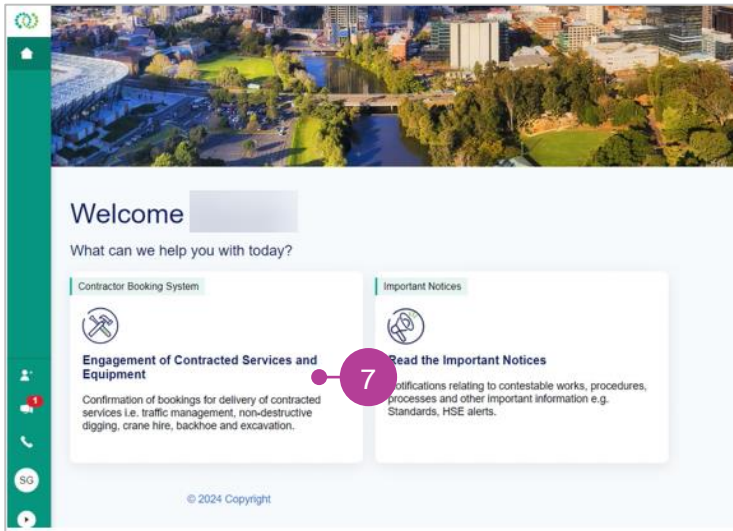 Welcome
What can we help you with today?
Contractor Booking System
Engagement of Contracted Services and
Equipment
Confirmation of bookings for delivery of contracted
services i.e. traffic management, non-destructive
digging, crane hire, backhoe and excavation.
7
Important Notices
Read the Important Notices
Notifications relating to contestable works, procedures,
processes and other important information e.g.
Standards, HSE alerts.
1
SG
© 2024 Copyright